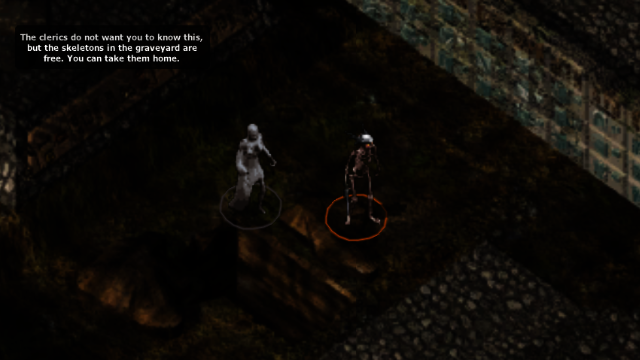 The clerics do not want you to know this,
but the skeletons in the graveyard are
free. You can take them home.